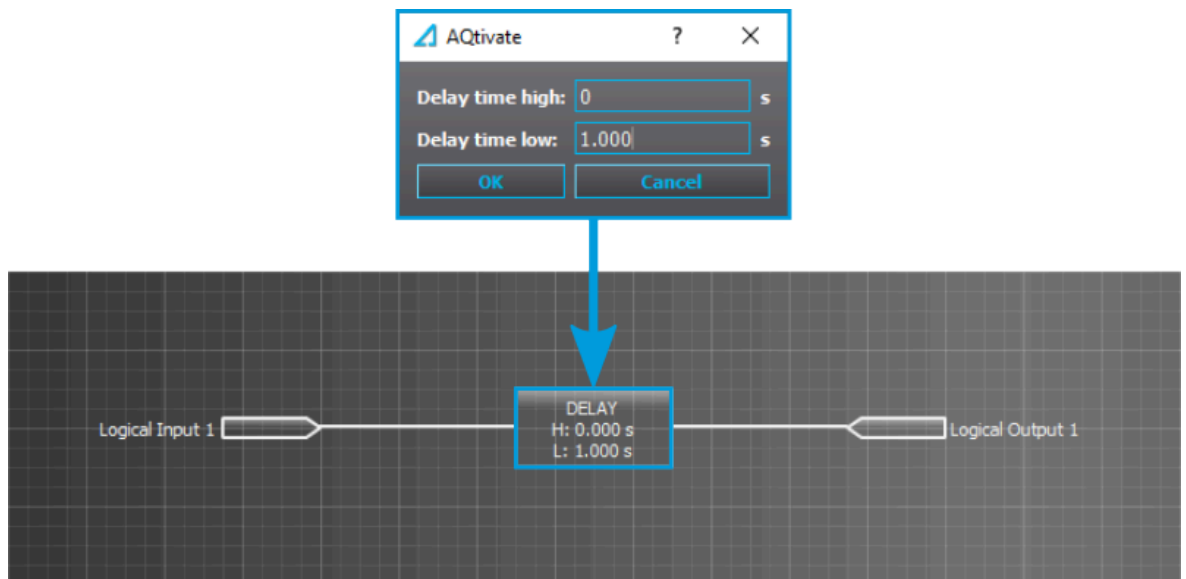 AQtivate ? ×
Delay time high: 0 s
Delay time low: 1.000 s
OK Cancel
DELAY
Logical Input 1 H: 0.000 s Logical Output 1
L: 1.000 s